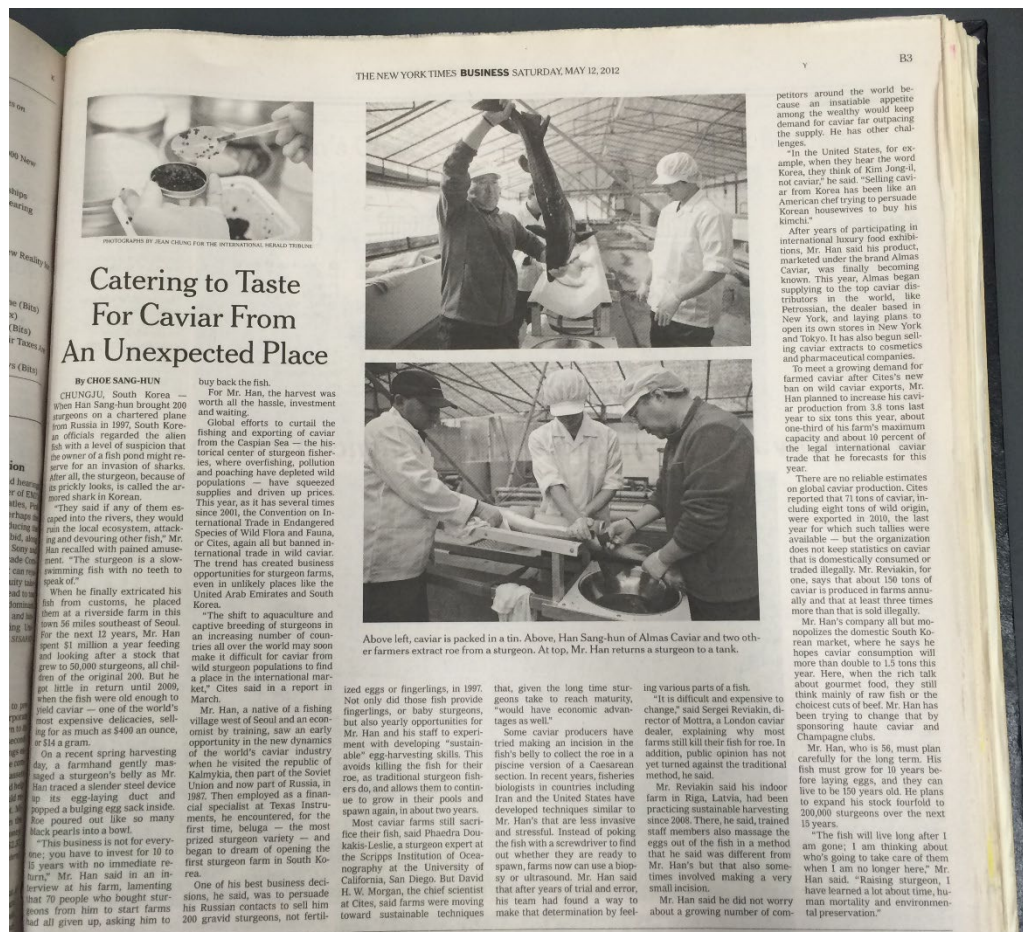 THE NEW YORK TIMES BUSINESS SATURDAY, MAY 12, 2012
Y
B3
PHOTOGRAPHS BY JEAN CHUNG FOR THE INTERNATIONAL HERALD TRIBUNE
Catering to Taste
For Caviar From
An Unexpected Place
By CHOE SANG-HUN
CHUNGJU, South Korea —
When Han Sang-hun brought 200
sturgeons on a chartered plane
from Russia in 1997, South Kore-
an officials regarded the alien
fish with a level of suspicion that
the owner of a fish pond might re-
serve for an invasion of sharks.
After all, the sturgeon, because of
its prickly looks, is called the ar-
mored shark in Korean.
"They said if any of them es-
caped into the rivers, they would
ruin the local ecosystem, attack-
ing and devouring other fish," Mr.
Han recalled with pained amuse-
ment. "The sturgeon is a slow-
swimming fish with no teeth to
speak of."
When he finally extricated his
fish from customs, he placed
them at a riverside farm in this
town 56 miles southeast of Seoul.
For the next 12 years, Mr. Han
spent $1 million a year feeding
and looking after a stock that
grew to 50,000 sturgeons, all chil-
dren of the original 200. But he
got little in return until 2009,
when the fish were old enough to
yield caviar — one of the world's
most expensive delicacies, sell-
ing for as much as $400 an ounce,
or $14 a gram.
On a recent spring harvesting
day, a farmhand gently mas-
saged a sturgeon's belly as Mr.
Han traced a slender steel device
up its egg-laying duct and
popped a bulging egg sack inside.
Roe poured out like so many
black pearls into a bowl.
"This business is not for every-
one; you have to invest for 10 to
15 years with no immediate re-
turn," Mr. Han said in an in-
terview at his farm, lamenting
that 70 people who bought stur-
geons from him to start farms
had all given up, asking him to
buy back the fish.
For Mr. Han, the harvest was
worth all the hassle, investment
and waiting.
Global efforts to curtail the
fishing and exporting of caviar
from the Caspian Sea — the his-
torical center of sturgeon fisher-
ies, where overfishing, pollution
and poaching have depleted wild
populations — have squeezed
supplies and driven up prices.
This year, as it has several times
since 2001, the Convention on In-
ternational Trade in Endangered
Species of Wild Flora and Fauna,
or Cites, again all but banned in-
ternational trade in wild caviar.
The trend has created business
opportunities for sturgeon farms,
even in unlikely places like the
United Arab Emirates and South
Korea.
"The shift to aquaculture and
captive breeding of sturgeons in
an increasing number of coun-
tries all over the world may soon
make it difficult for caviar from
wild sturgeon populations to find
a place in the international mar-
ket," Cites said in a report in
March.
Mr. Han, a native of a fishing
village west of Seoul and an econ-
omist by training, saw an early
opportunity in the new dynamics
of the world's caviar industry
when he visited the republic of
Kalmykia, then part of the Soviet
Union and now part of Russia, in
1987. Then employed as a finan-
cial specialist at Texas Instru-
ments, he encountered, for the
first time, beluga — the most
prized sturgeon variety — and
began to dream of opening the
first sturgeon farm in South Ko-
rea.
One of his best business deci-
sions, he said, was to persuade
his Russian contacts to sell him
200 gravid sturgeons, not fertil-
Above left, caviar is packed in a tin. Above, Han Sang-hun of Almas Caviar and two oth-
er farmers extract roe from a sturgeon. At top, Mr. Han returns a sturgeon to a tank.
ized eggs or fingerlings, in 1997.
Not only did those fish provide
fingerlings, or baby sturgeons,
but also yearly opportunities for
Mr. Han and his staff to experi-
ment with developing "sustain-
able" egg-harvesting skills. This
avoids killing the fish for their
roe, as traditional sturgeon fish-
ers do, and allows them to contin-
ue to grow in their pools and
spawn again, in about two years.
Most caviar farms still sacri-
fice their fish, said Phaedra Dou-
kakis-Leslie, a sturgeon expert at
the Scripps Institution of Ocea-
nography at the University of
California, San Diego. But David
H. W. Morgan, the chief scientist
at Cites, said farms were moving
toward sustainable techniques
that, given the long time stur-
geons take to reach maturity,
"would have economic advan-
tages as well."
Some caviar producers have
tried making an incision in the
fish's belly to collect the roe in a
piscine version of a Caesarean
section. In recent years, fisheries
biologists in countries including
Iran and the United States have
developed techniques similar to
Mr. Han's that are less invasive
and stressful. Instead of poking
the fish with a screwdriver to find
out whether they are ready to
spawn, farms now can use a biop-
sy or ultrasound. Mr. Han said
that after years of trial and error,
his team had found a way to
make that determination by feel-
ing various parts of a fish.
"It is difficult and expensive to
change," said Serges Reviakin, di-
rector of Mottra, a London caviar
dealer, explaining why most
farms still kill their fish for roe. In
addition, public opinion has not
yet turned against the traditional
method, he said.
Mr. Reviakin said his indoor
farm in Riga, Latvia, had been
practicing sustainable harvesting
since 2008. There, he said, trained
staff members also massage the
eggs out of the fish in a method
that he said was different from
Mr. Han's but that also some-
times involved making a very
small incision.
Mr. Han said he did not worry
about a growing number of com-
petitors around the world be-
cause an insatiable appetite
among the wealthy would keep
demand for caviar far outpacing
the supply. He has other chal-
lenges.
"In the United States, for ex-
ample, when they hear the word
Korea, they think of Kim Jong-il,
not caviar," he said. "Selling cavi-
ar from Korea has been like an
American chef trying to persuade
Korean housewives to buy his
kimchi."
After years of participating in
international luxury food exhibi-
tions, Mr. Han said his product,
marketed under the brand Almas
Caviar, was finally becoming
known. This year, Almas began
supplying to the top caviar dis-
tributors in the world, like
Petrossian, the dealer based in
New York, and laying plans to
open its own stores in New York
and Tokyo. It has also begun sell-
ing caviar extracts to cosmetics
and pharmaceutical companies.
To meet a growing demand for
farmed caviar after Cites's new
ban on wild caviar exports, Mr.
Han planned to increase his cavi-
ar production from 3.8 tons last
year to six tons this year, about
one-third of his farm's maximum
capacity and about 10 percent of
the legal international caviar
trade that he forecasts for this
year.
There are no reliable estimates
on global caviar production. Cites
reported that 71 tons of caviar, in-
cluding eight tons of wild origin,
were exported in 2010, the last
year for which such tallies were
available — but the organization
does not keep statistics on caviar
that is domestically consumed or
traded illegally. Mr. Reviakin, for
one, says that about 150 tons of
caviar is produced in farms annu-
ally and that at least three times
more than that is sold illegally.
Mr. Han's company all but mo-
nopolizes the domestic South Ko-
rean market, where he says he
hopes caviar consumption will
more than double to 1.5 tons this
year. Here, when the rich talk
about gourmet food, they still
think mainly of raw fish or the
choicest cuts of beef. Mr. Han has
been trying to change that by
sponsoring haute caviar and
Champagne clubs.
Mr. Han, who is 56, must plan
carefully for the long term. His
fish must grow for 10 years be-
fore laying eggs, and they can
live to be 150 years old. He plans
to expand his stock fourfold to
200,000 sturgeons over the next
15 years.
"The fish will live long after I
am gone; I am thinking about
who's going to take care of them
when I am no longer here," Mr.
Han said. "Raising sturgeon, I
have learned a lot about time, hu-
man mortality and environmen-
tal preservation."